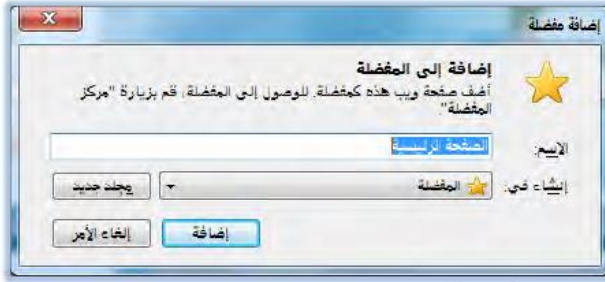 إضافة مفضلة
إضافة إلى المفضلة
أضف صفحة ويب هذه كمفضلة. للوصول إلى المفضلة، قم بزيارة "مركز
المفضلة".
الاسم: الصفحة الرئيسية
إنشاء في: المفضلة مجلد جديد
إضافة إلغاء الأمر